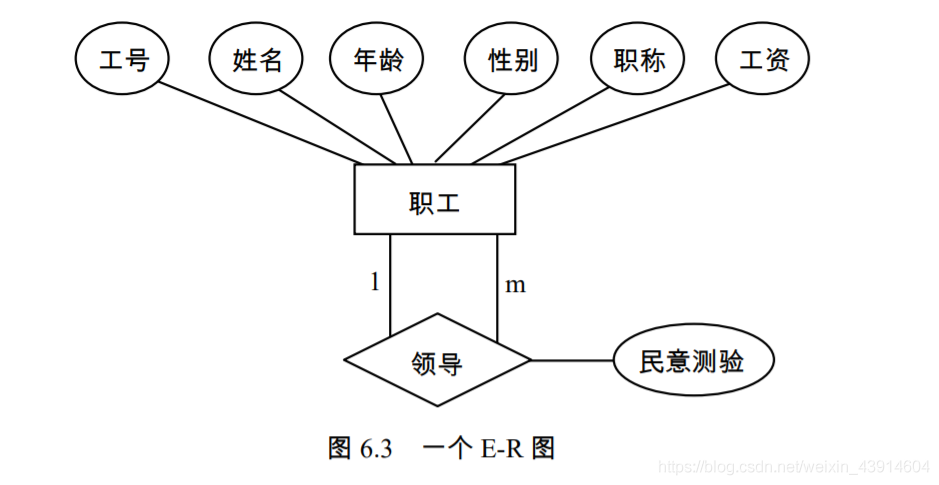 工号 姓名 年龄 性别 职称 工资
职工
1 m
领导 民意测验
图 6.3 一个 E-R 图
https://blog.csdn.net/weixin_43914604